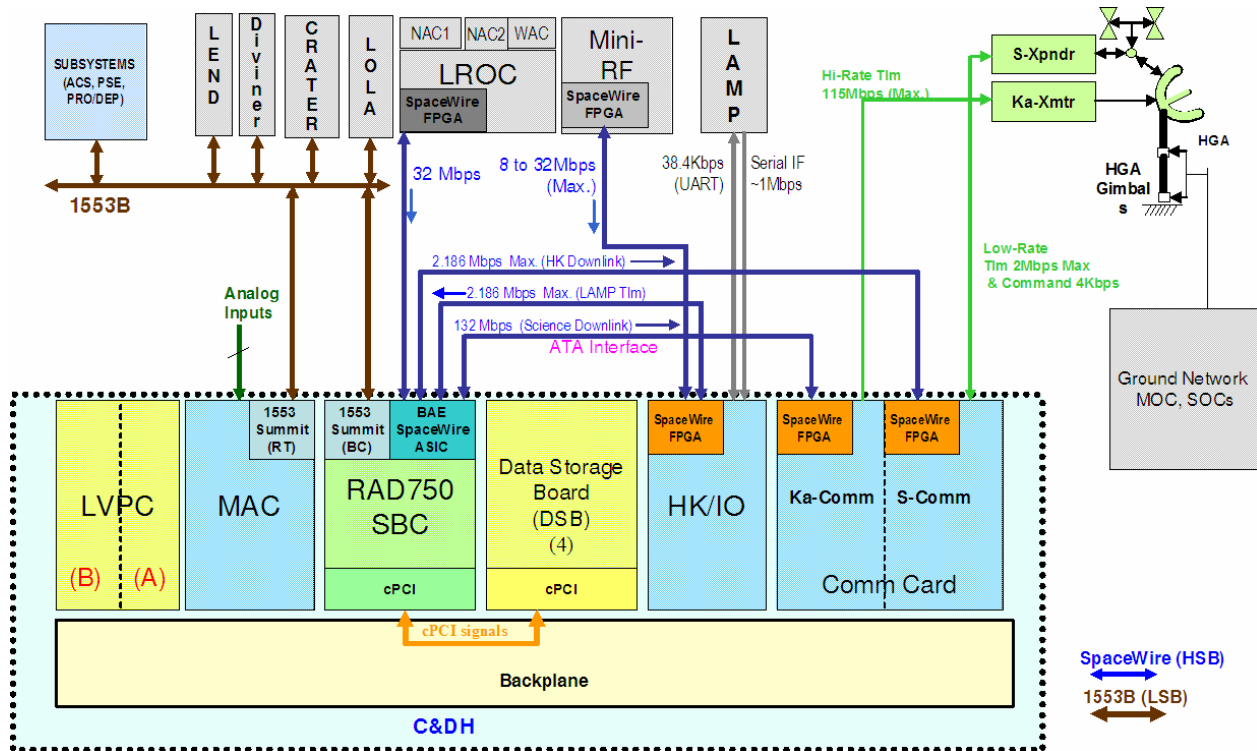 SUBSYSTEMS
(ACS, PSE,
PRO/DEP)
LEND
Diviner
CRATER
LOLA
NAC1
NAC2
WAC
LROC
SpaceWire
FPGA
Mini-
RF
SpaceWire
FPGA
LAMP
S-Xpndr
Ka-Xmtr
Hi-Rate Tlm
115Mbps (Max.)
HGA
HGA
Gimbal
s
1553B
32 Mbps
8 to 32Mbps
(Max.)
38.4Kbps
(UART)
Serial IF
~1Mbps
Low-Rate
Tlm 2Mbps Max
& Command 4Kbps
2.186 Mbps Max. (HK Downlink)
2.186 Mbps Max. (LAMP Tlm)
132 Mbps (Science Downlink)
ATA Interface
Analog
Inputs
Ground Network
MOC, SOCs
LVPC
(B)
(A)
1553
Summit
(RT)
MAC
1553
Summit
(BC)
BAE
SpaceWire
ASIC
RAD750
SBC
cPCI
Data Storage
Board
(DSB)
(4)
cPCI
SpaceWire
FPGA
HK/IO
SpaceWire
FPGA
Ka-Comm
SpaceWire
FPGA
S-Comm
Comm Card
cPCI signals
Backplane
C&DH
SpaceWire (HSB)
1553B (LSB)